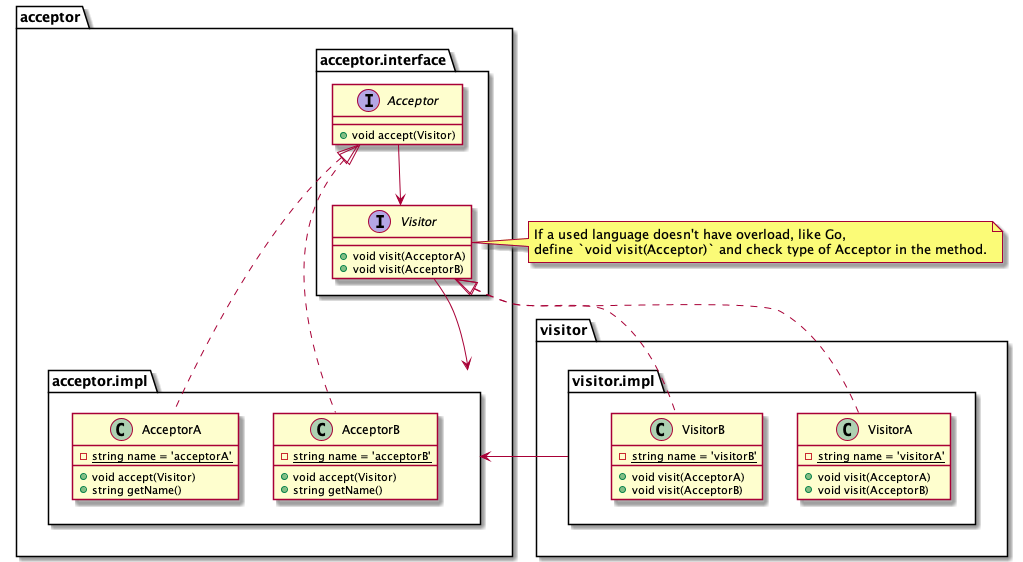 acceptor
acceptor.interface
I Acceptor
void accept(Visitor)
I Visitor
void visit(AcceptorA)
void visit(AcceptorB)
If a used language doesn't have overload, like Go,
define `void visit(Acceptor)` and check type of Acceptor in the method.
visitor
acceptor.impl
C AcceptorA
string name = 'acceptorA'
void accept(Visitor)
string getName()
C AcceptorB
string name = 'acceptorB'
void accept(Visitor)
string getName()
visitor.impl
C VisitorB
string name = 'visitorB'
void visit(AcceptorA)
void visit(AcceptorB)
C VisitorA
string name = 'visitorA'
void visit(AcceptorA)
void visit(AcceptorB)